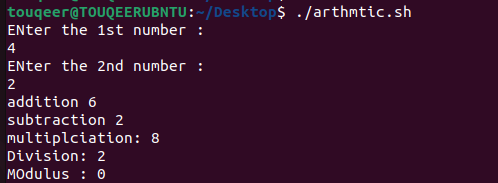 touqeer@TOUQEERUBNTU:~/Desktop$ ./arthmtic.sh
ENter the 1st number :
4
ENter the 2nd number :
2
addition 6
subtraction 2
multiplciation: 8
Division: 2
MOdulus : 0